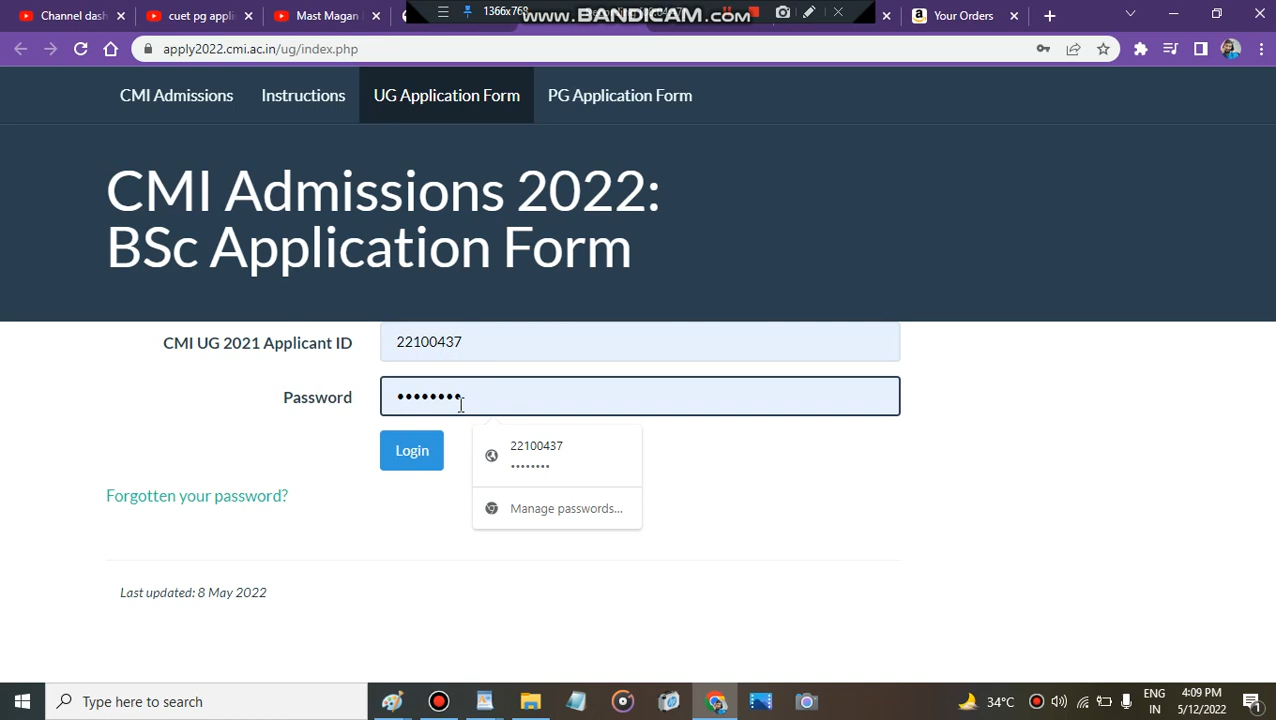 Channel dash
cuet pg appli
Mast Magan
1366x768
www.BANDICAM.com
Your Orders
apply2022.cmi.ac.in/ug/index.php
CMI Admissions
Instructions
UG Application Form
PG Application Form
CMI Admissions 2022:
BSc Application Form
CMI UG 2021 Applicant ID
22100437
Password
••••••••
22100437
••••••••
Login
Manage passwords...
Forgotten your password?
Last updated: 8 May 2022
Type here to search
34°C
ENG
IN
4:09 PM
5/12/2022
1